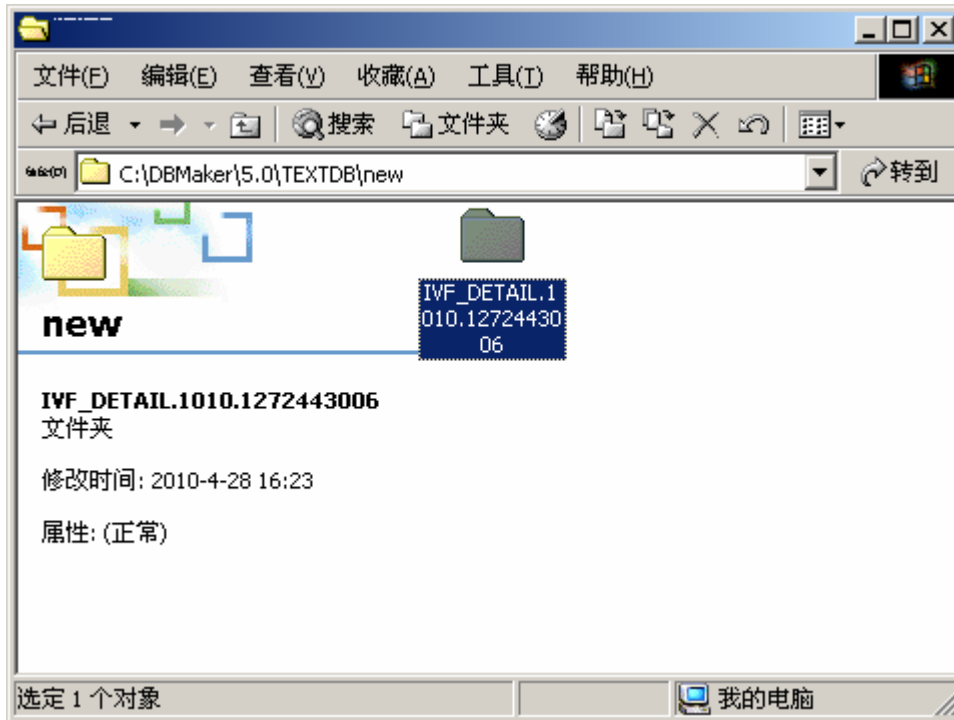 文件(F) 编辑(E) 查看(V) 收藏(A) 工具(T) 帮助(H)
后退 搜索 文件夹
C:\DBMaker\5.0\TEXTDB\new 转到
new
IVF_DETAIL.1
010.12724430
06
IVF_DETAIL.1010.1272443006
文件夹
修改时间: 2010-4-28 16:23
属性: (正常)
选定 1 个对象 我的电脑